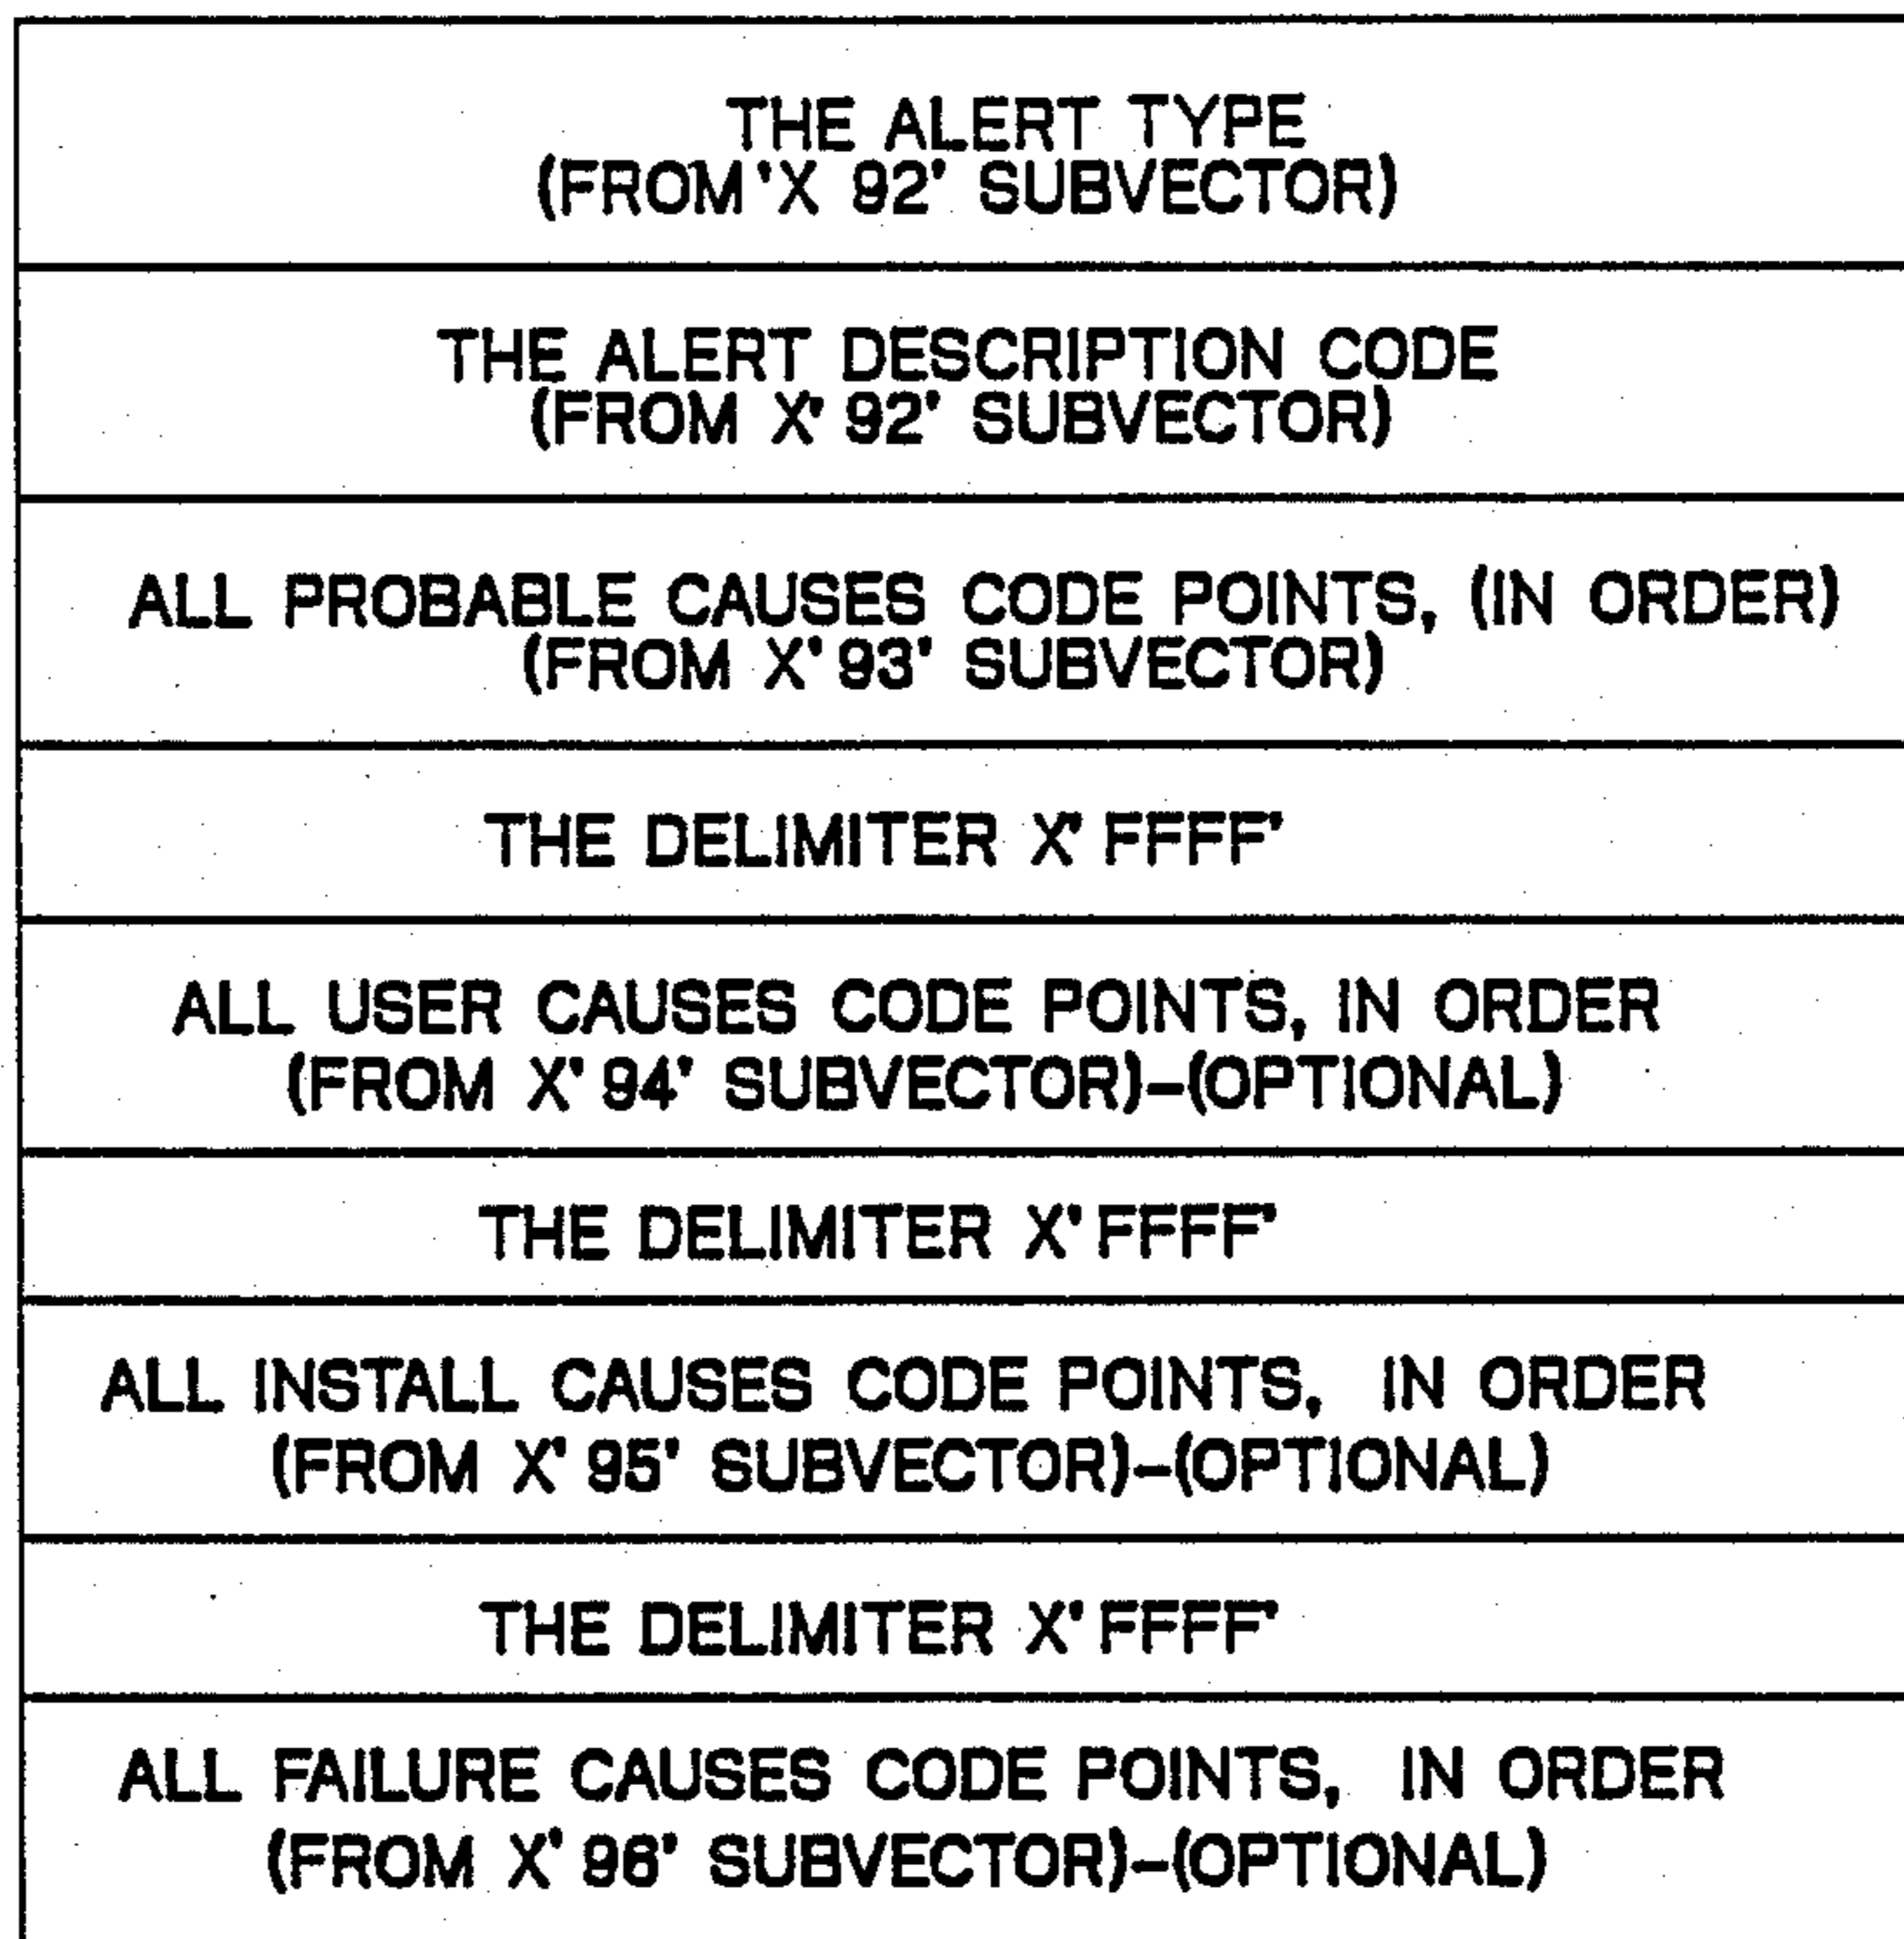 THE ALERT TYPE
(FROM 'X 92' SUBVECTOR)
THE ALERT DESCRIPTION CODE
(FROM X' 92' SUBVECTOR)
ALL PROBABLE CAUSES CODE POINTS, (IN ORDER)
(FROM X' 93' SUBVECTOR)
THE DELIMITER X' FFFF'
ALL USER CAUSES CODE POINTS, IN ORDER
(FROM X' 94' SUBVECTOR)-(OPTIONAL)
THE DELIMITER X' FFFF'
ALL INSTALL CAUSES CODE POINTS, IN ORDER
(FROM X' 95' SUBVECTOR)-(OPTIONAL)
THE DELIMITER X' FFFF'
ALL FAILURE CAUSES CODE POINTS, IN ORDER
(FROM X' 96' SUBVECTOR)-(OPTIONAL)